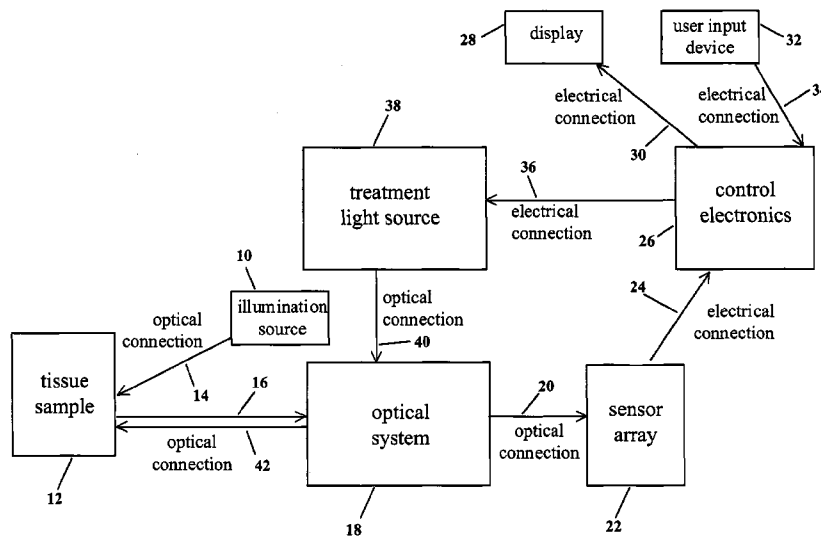 28
display
user input
device
32
electrical
connection
electrical
connection
38
30
36
treatment
light source
electrical
connection
control
electronics
26
10
illumination
source
optical
connection
optical
connection
24
electrical
connection
40
14
tissue
sample
16
optical
system
20
sensor
array
optical
connection
42
optical
connection
12
18
22